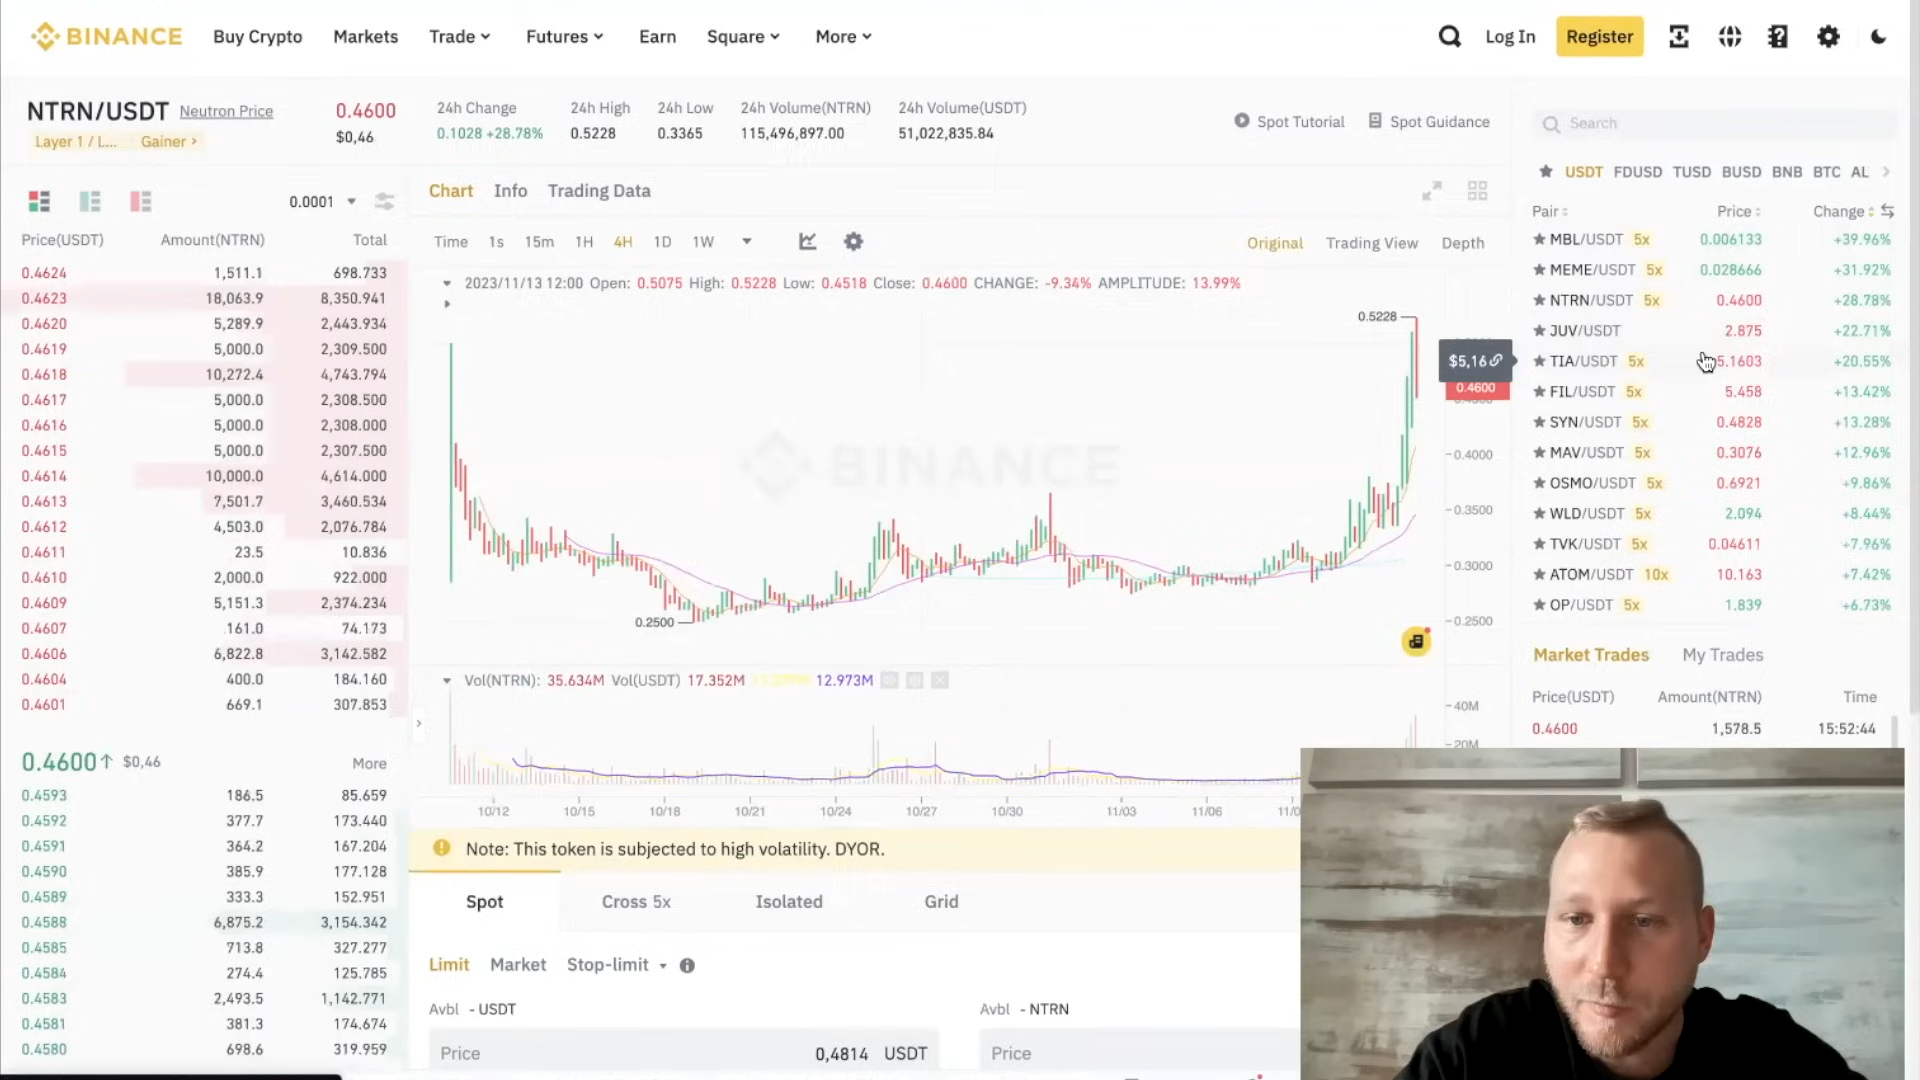 BINANCE Buy Crypto Markets Trade Futures Earn Square More Log In Register
NTRN/USDT Neutron Price 0.4600 $0,46
Layer 1 / L... Gainer
24h Change 24h High 24h Low 24h Volume(NTRN) 24h Volume(USDT)
0.1028 +28.78% 0.5228 0.3365 115,496,897.00 51,022,835.84
Spot Tutorial Spot Guidance
0.0001
Price(USDT) Amount(NTRN) Total
0.4624 1,511.1 698.733
0.4623 18,063.9 8,350.941
0.4620 5,289.9 2,443.934
0.4619 5,000.0 2,309.500
0.4618 10,272.4 4,743.794
0.4617 5,000.0 2,308.500
0.4616 5,000.0 2,308.000
0.4615 5,000.0 2,307.500
0.4614 10,000.0 4,614.000
0.4613 7,501.7 3,460.534
0.4612 4,503.0 2,076.784
0.4611 23.5 10.836
0.4610 2,000.0 922.000
0.4609 5,151.3 2,374.234
0.4607 161.0 74.173
0.4606 6,822.8 3,142.582
0.4604 400.0 184.160
0.4601 669.1 307.853
0.4600↑ $0,46 More
0.4593 186.5 85.659
0.4592 377.7 173.440
0.4591 364.2 167.204
0.4590 385.9 177.128
0.4589 333.3 152.951
0.4588 6,875.2 3,154.342
0.4585 713.8 327.277
0.4584 274.4 125.785
0.4583 2,493.5 1,142.771
0.4581 381.3 174.674
0.4580 698.6 319.959
Chart Info Trading Data
Time 1s 15m 1H 4H 1D 1W
Original Trading View Depth
2023/11/13 12:00 Open: 0.5075 High: 0.5228 Low: 0.4518 Close: 0.4600 CHANGE: -9.34% AMPLITUDE: 13.99%
0.5228
$5,16
0.4600
0.4000
BINANCE
0.3500
0.3000
0.2500
0.2500
Vol(NTRN): 35.634M Vol(USDT) 17.352M 12.973M
40M
20M
10/12 10/15 10/18 10/21 10/24 10/27 10/30 11/03 11/06
Note: This token is subjected to high volatility. DYOR.
Spot Cross 5x Isolated Grid
Limit Market Stop-limit
Avbl - USDT Avbl - NTRN
Price 0,4814 USDT Price
Search
USDT FDUSD TUSD BUSD BNB BTC AL
Pair Price Change
MBL/USDT 5x 0.006133 +39.96%
MEME/USDT 5x 0.028666 +31.92%
NTRN/USDT 5x 0.4600 +28.78%
JUV/USDT 2.875 +22.71%
TIA/USDT 5x 5.1603 +20.55%
FIL/USDT 5x 5.458 +13.42%
SYN/USDT 5x 0.4828 +13.28%
MAV/USDT 5x 0.3076 +12.96%
OSMO/USDT 5x 0.6921 +9.86%
WLD/USDT 5x 2.094 +8.44%
TVK/USDT 5x 0.04611 +7.96%
ATOM/USDT 10x 10.163 +7.42%
OP/USDT 5x 1.839 +6.73%
Market Trades My Trades
Price(USDT) Amount(NTRN) Time
0.4600 1,578.5 15:52:44